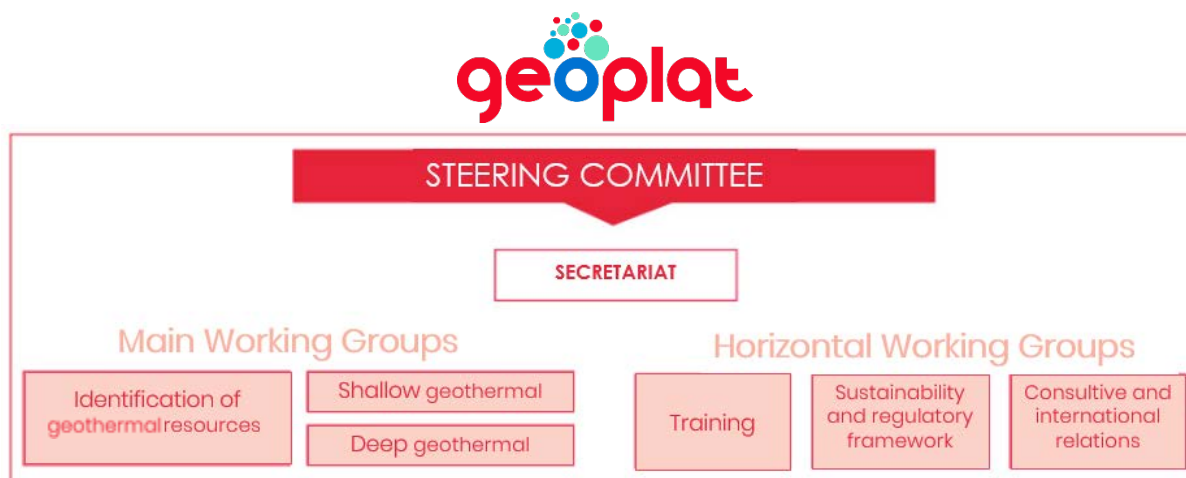 geoplat
STEERING COMMITTEE
SECRETARIAT
Main Working Groups
Identification of
geothermal resources
Shallow geothermal
Deep geothermal
Horizontal Working Groups
Training
Sustainability
and regulatory
framework
Consultive and
international
relations